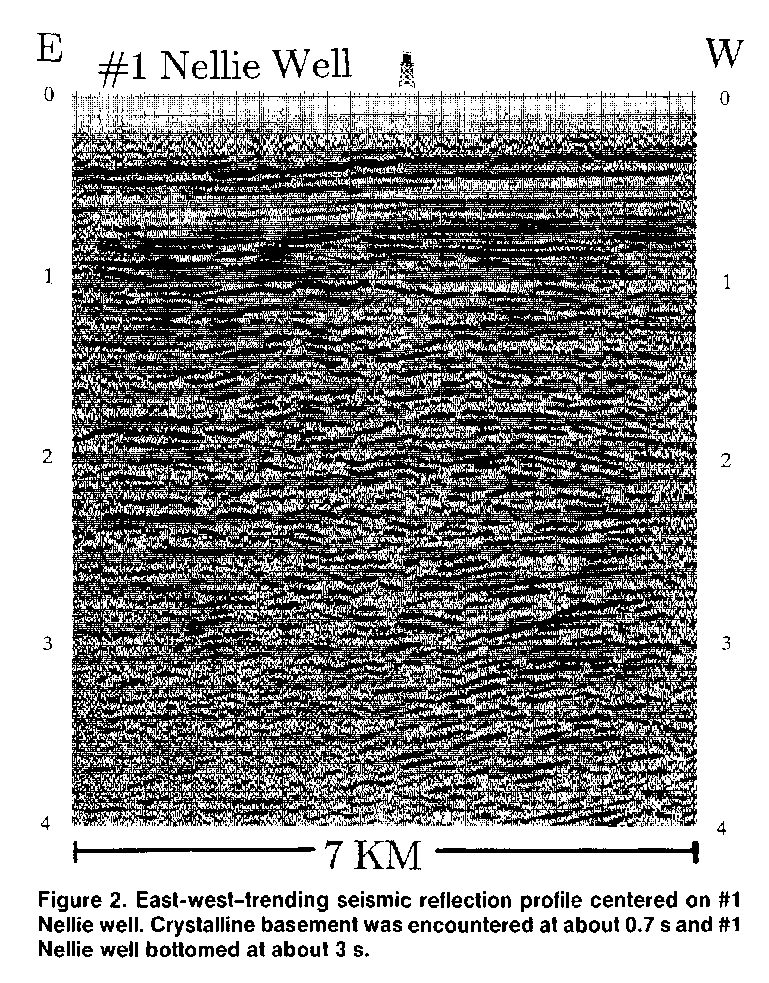 E #1 Nellie Well W
0 0
1 1
2 2
3 3
4 4
7 KM
Figure 2. East-west–trending seismic reflection profile centered on #1
Nellie well. Crystalline basement was encountered at about 0.7 s and #1
Nellie well bottomed at about 3 s.